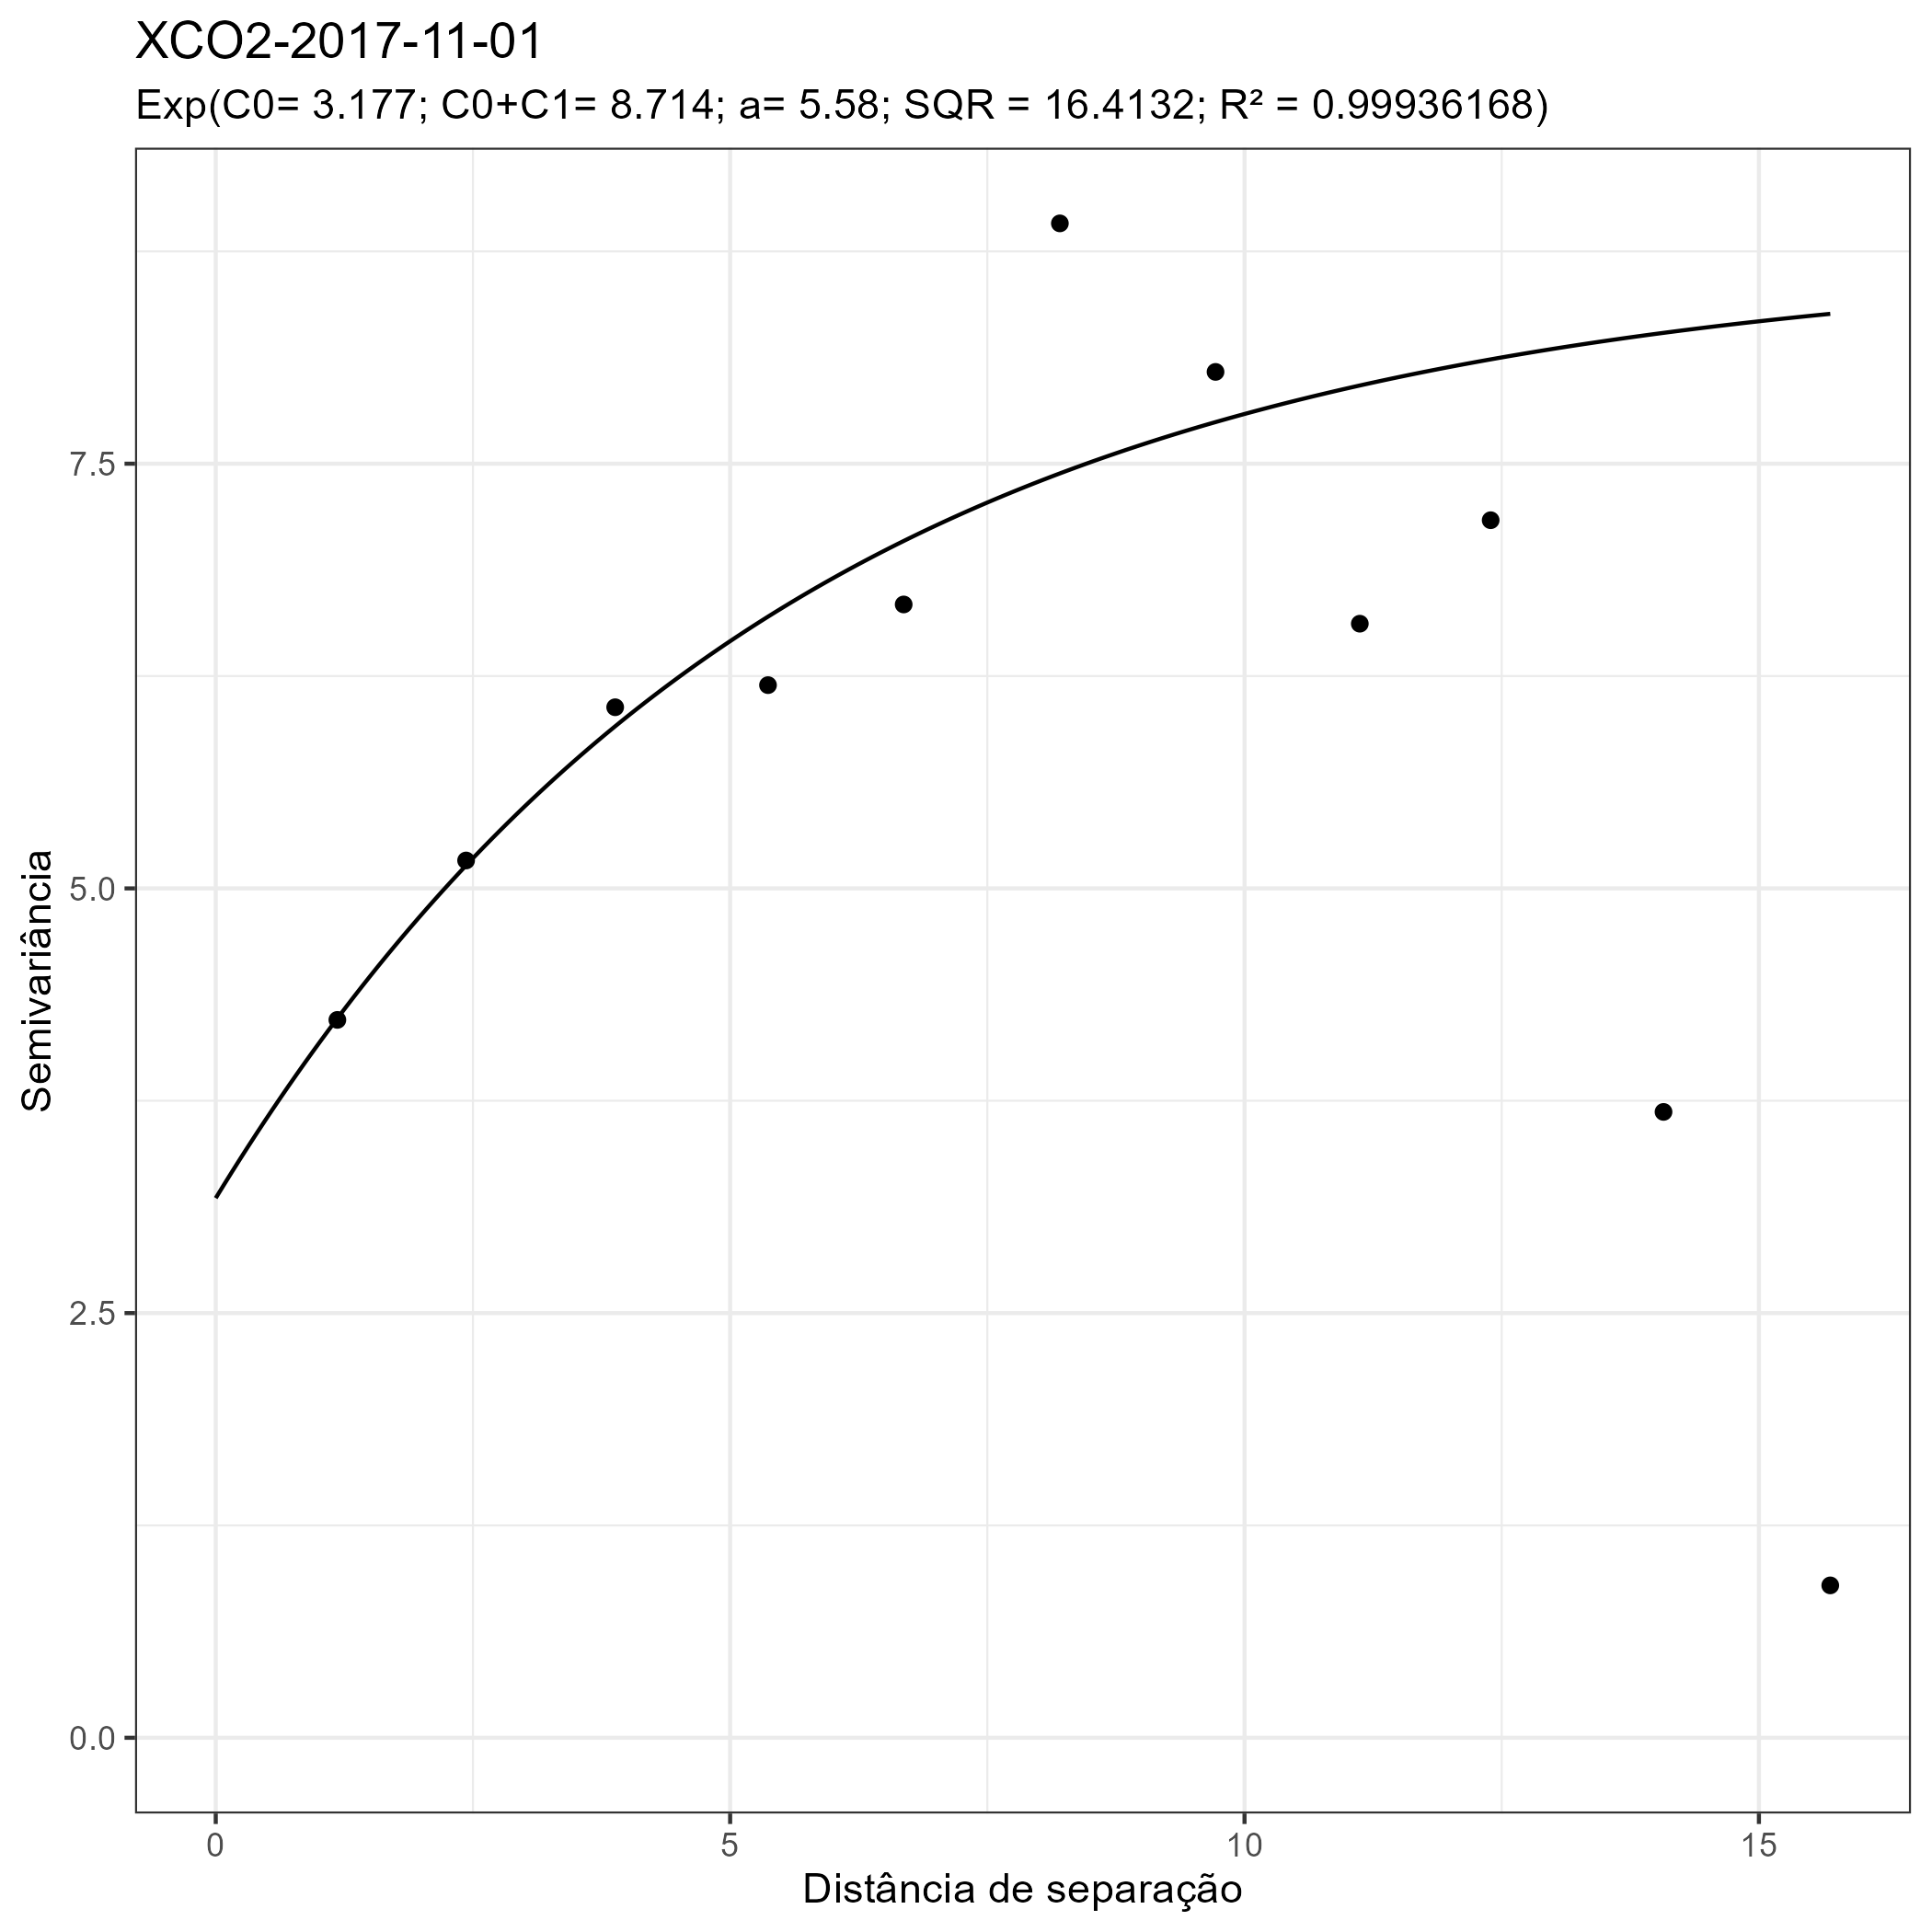 XCO2-2017-11-01
Exp(C0= 3.177; C0+C1= 8.714; a= 5.58; SQR = 16.4132; R² = 0.99936168)
Semivariância
7.5
5.0
2.5
0.0
0
5
10
15
Distância de separação